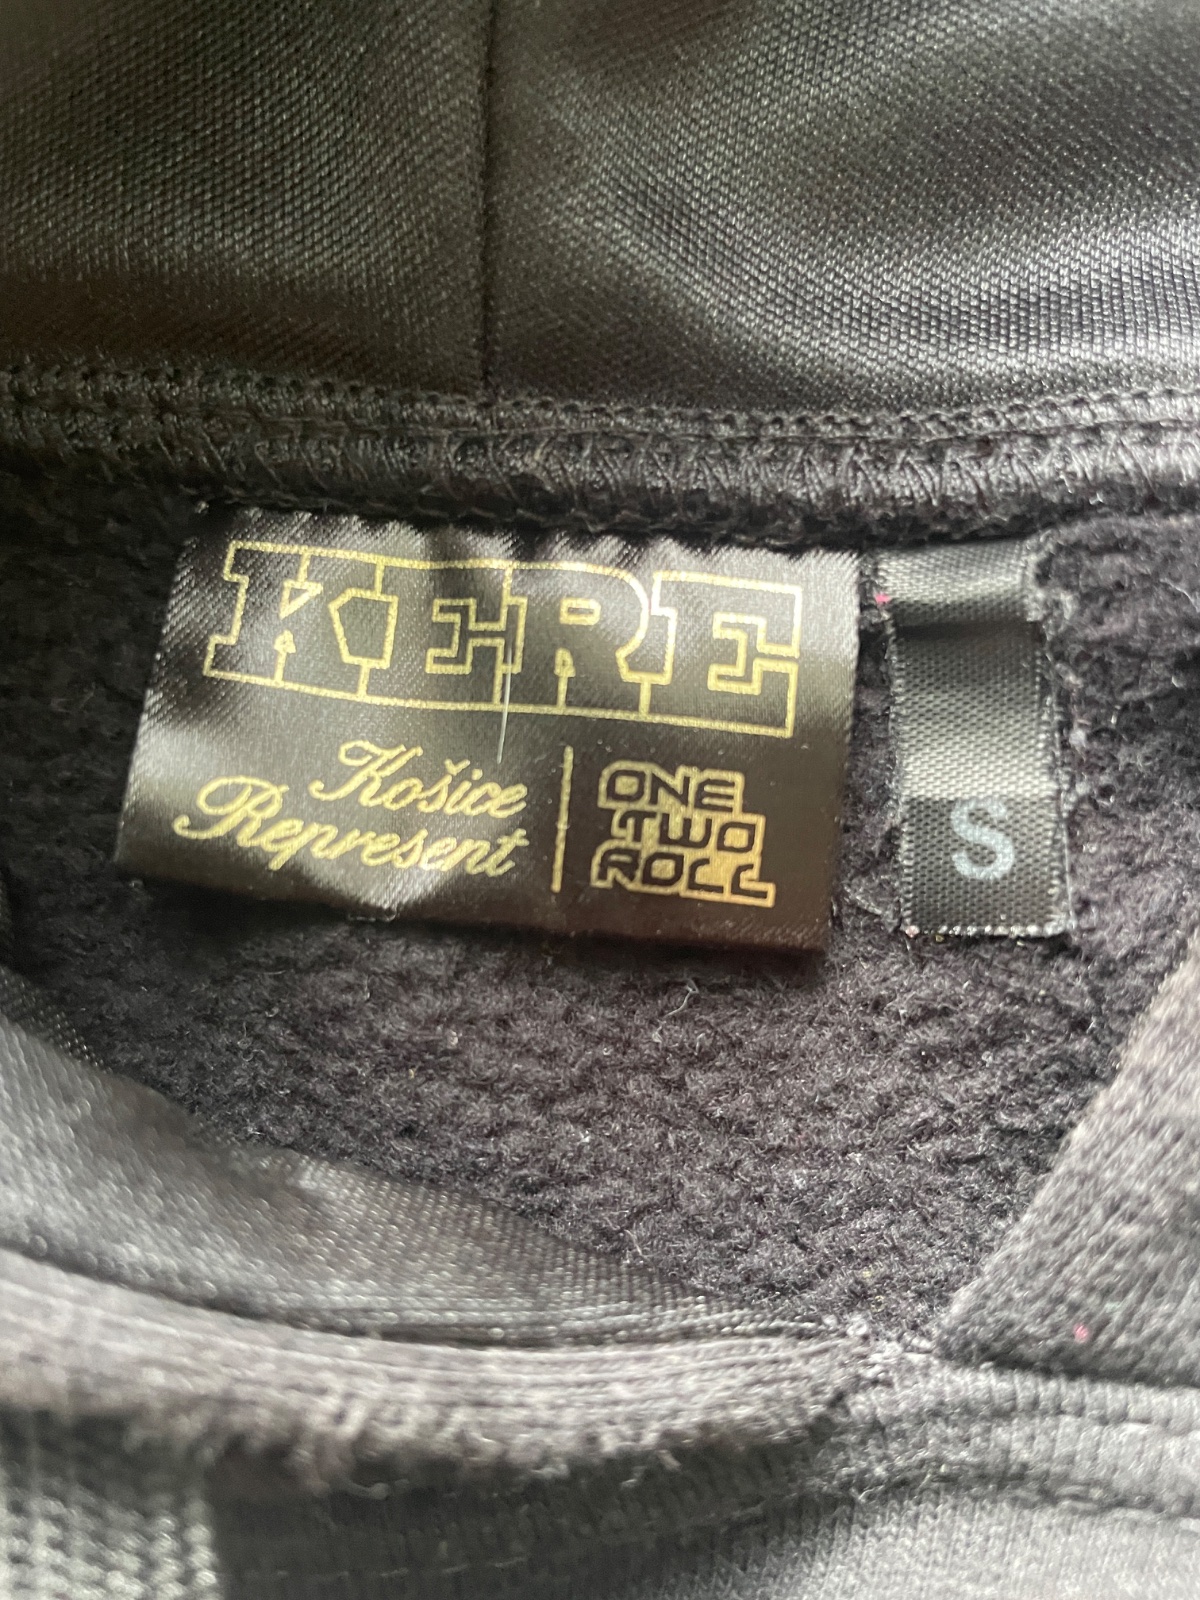 KERE
Košice
Represent
ONE
TWO
ROLL
S